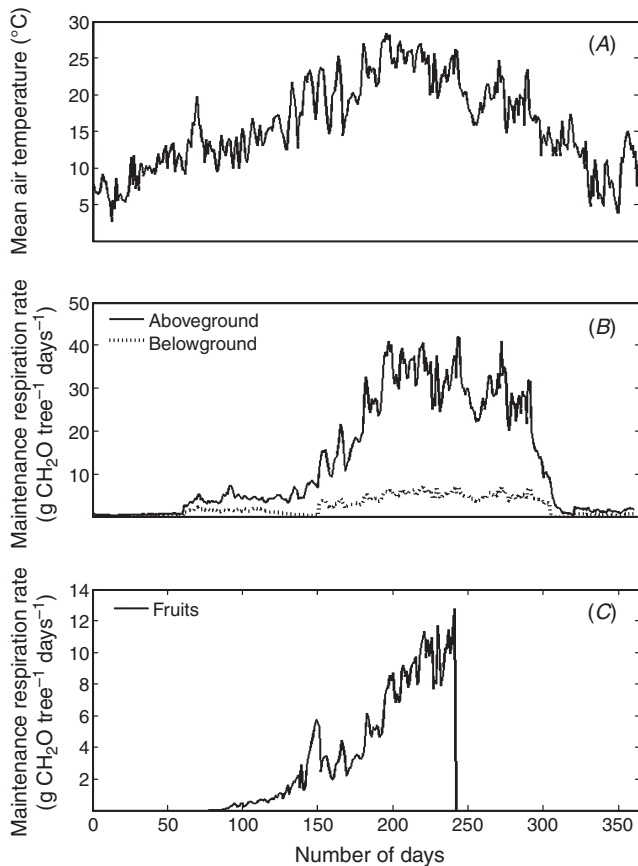 30
25
20
15
10
5
Mean air temperature (°C)
(A)
50
40
30
20
10
Maintenance respiration rate
(g CH₂O tree⁻¹ days⁻¹)
Aboveground
Belowground
(B)
14
12
10
8
6
4
2
Maintenance respiration rate
(g CH₂O tree⁻¹ days⁻¹)
Fruits
(C)
0 50 100 150 200 250 300 350
Number of days